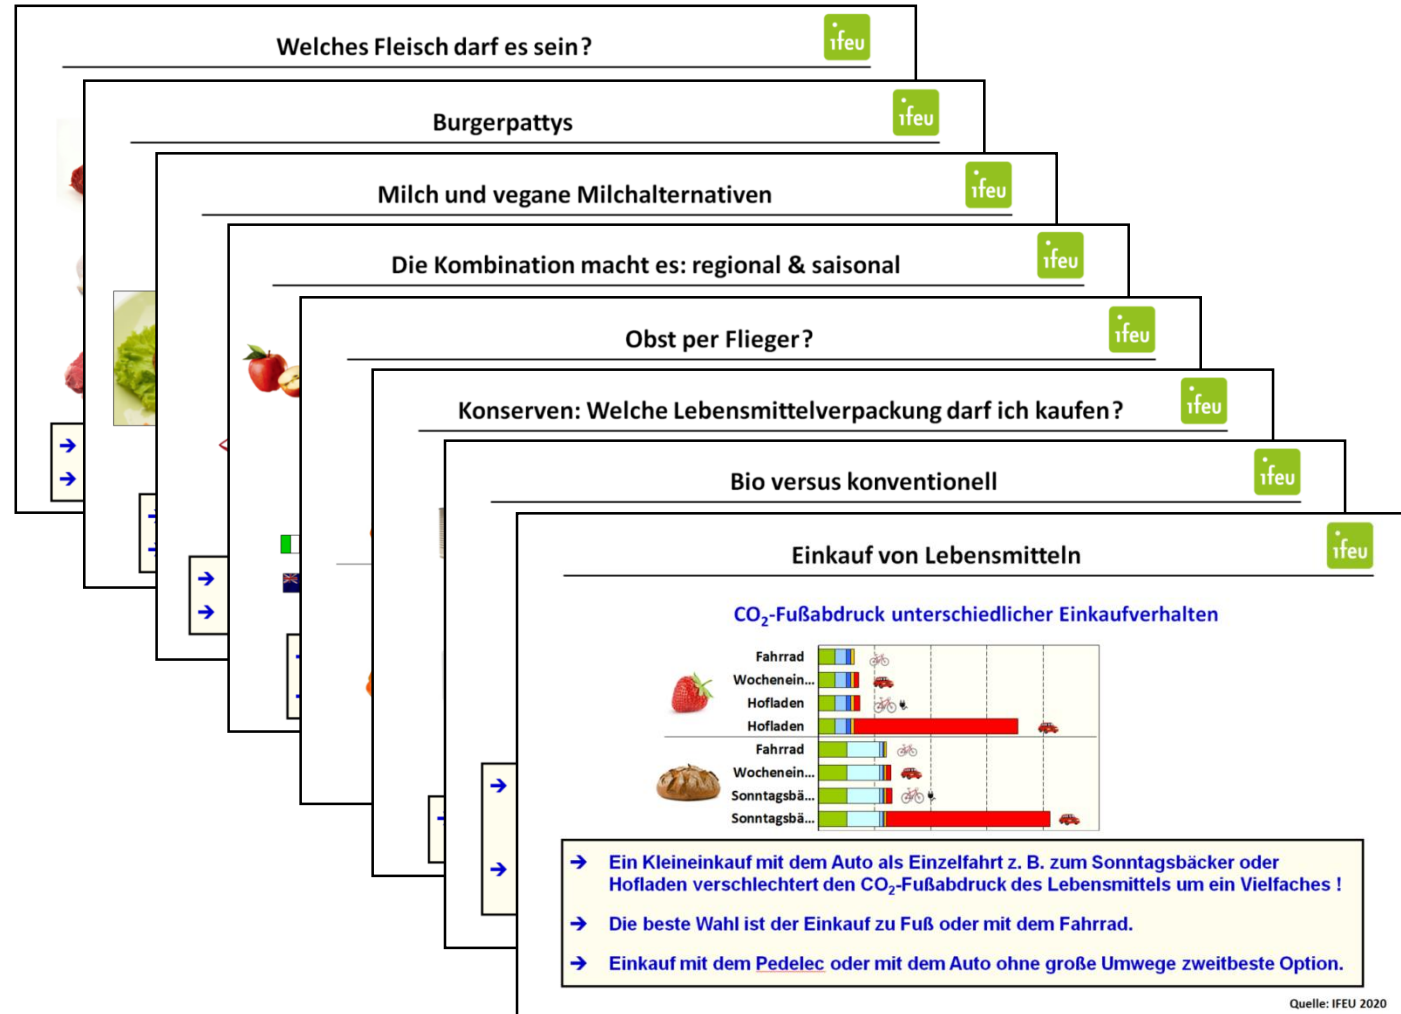 Welches Fleisch darf es sein?
ifeu
Burgerpattys
ifeu
Milch und vegane Milchalternativen
ifeu
Die Kombination macht es: regional & saisonal
ifeu
Obst per Flieger?
ifeu
Konserven: Welche Lebensmittelverpackung darf ich kaufen?
ifeu
Bio versus konventionell
ifeu
Einkauf von Lebensmitteln
ifeu
CO₂-Fußabdruck unterschiedlicher Einkaufverhalten
Fahrrad
Wochenein...
Hofladen
Hofladen
Fahrrad
Wochenein...
Sonntagsbä...
Sonntagsbä...
→ Ein Kleineinkauf mit dem Auto als Einzelfahrt z. B. zum Sonntagsbäcker oder
Hofladen verschlechtert den CO₂-Fußabdruck des Lebensmittels um ein Vielfaches !
→ Die beste Wahl ist der Einkauf zu Fuß oder mit dem Fahrrad.
→ Einkauf mit dem Pedelec oder mit dem Auto ohne große Umwege zweitbeste Option.
Quelle: IFEU 2020